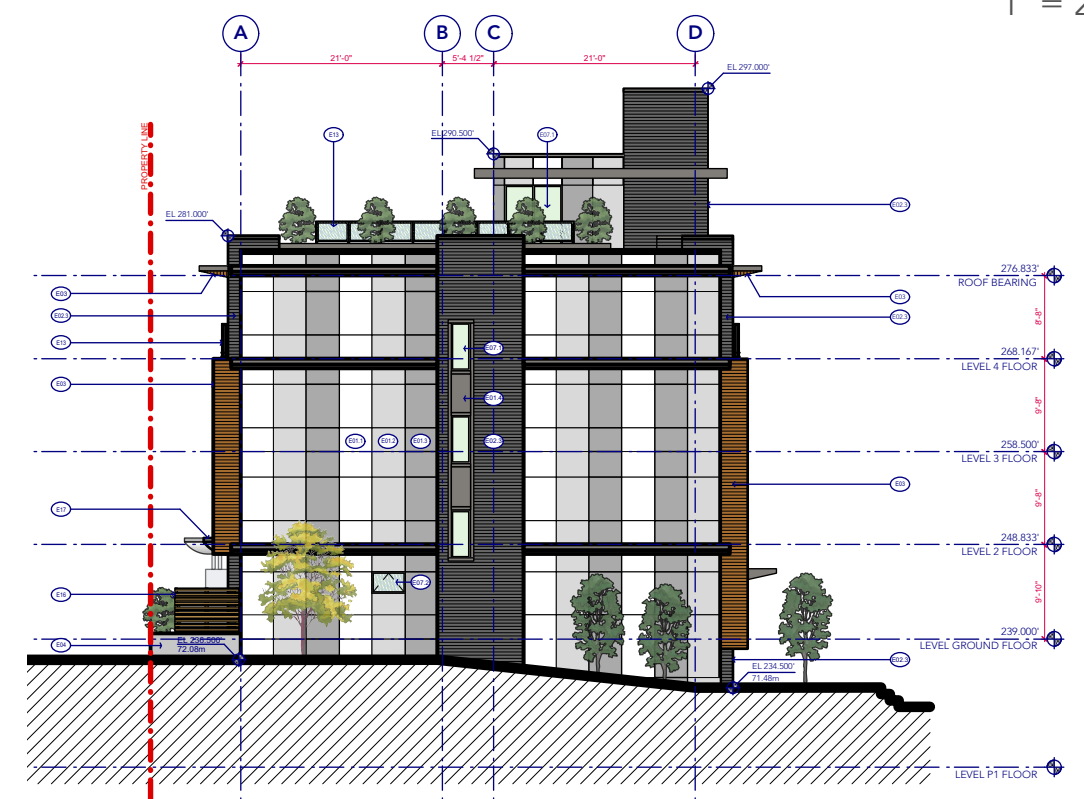 1" = 2
A
B
C
D
21'-0"
5'-4 1/2"
21'-0"
EL 297.000'
PROPERTY LINE
E13
EL 290.500'
E07.1
EL 281.000'
E02.3
276.833'
ROOF BEARING
E03
E03
E02.3
E02.3
8'-8"
E13
E07.1
268.167'
LEVEL 4 FLOOR
E03
E01.4
9'-8"
E01.1
E01.2
E01.3
E02.3
258.500'
LEVEL 3 FLOOR
E03
9'-8"
E17
248.833'
LEVEL 2 FLOOR
E07.2
E16
9'-10"
239.000'
LEVEL GROUND FLOOR
E04
72.08m
E02.3
EL 234.500'
71.48m
LEVEL P1 FLOOR